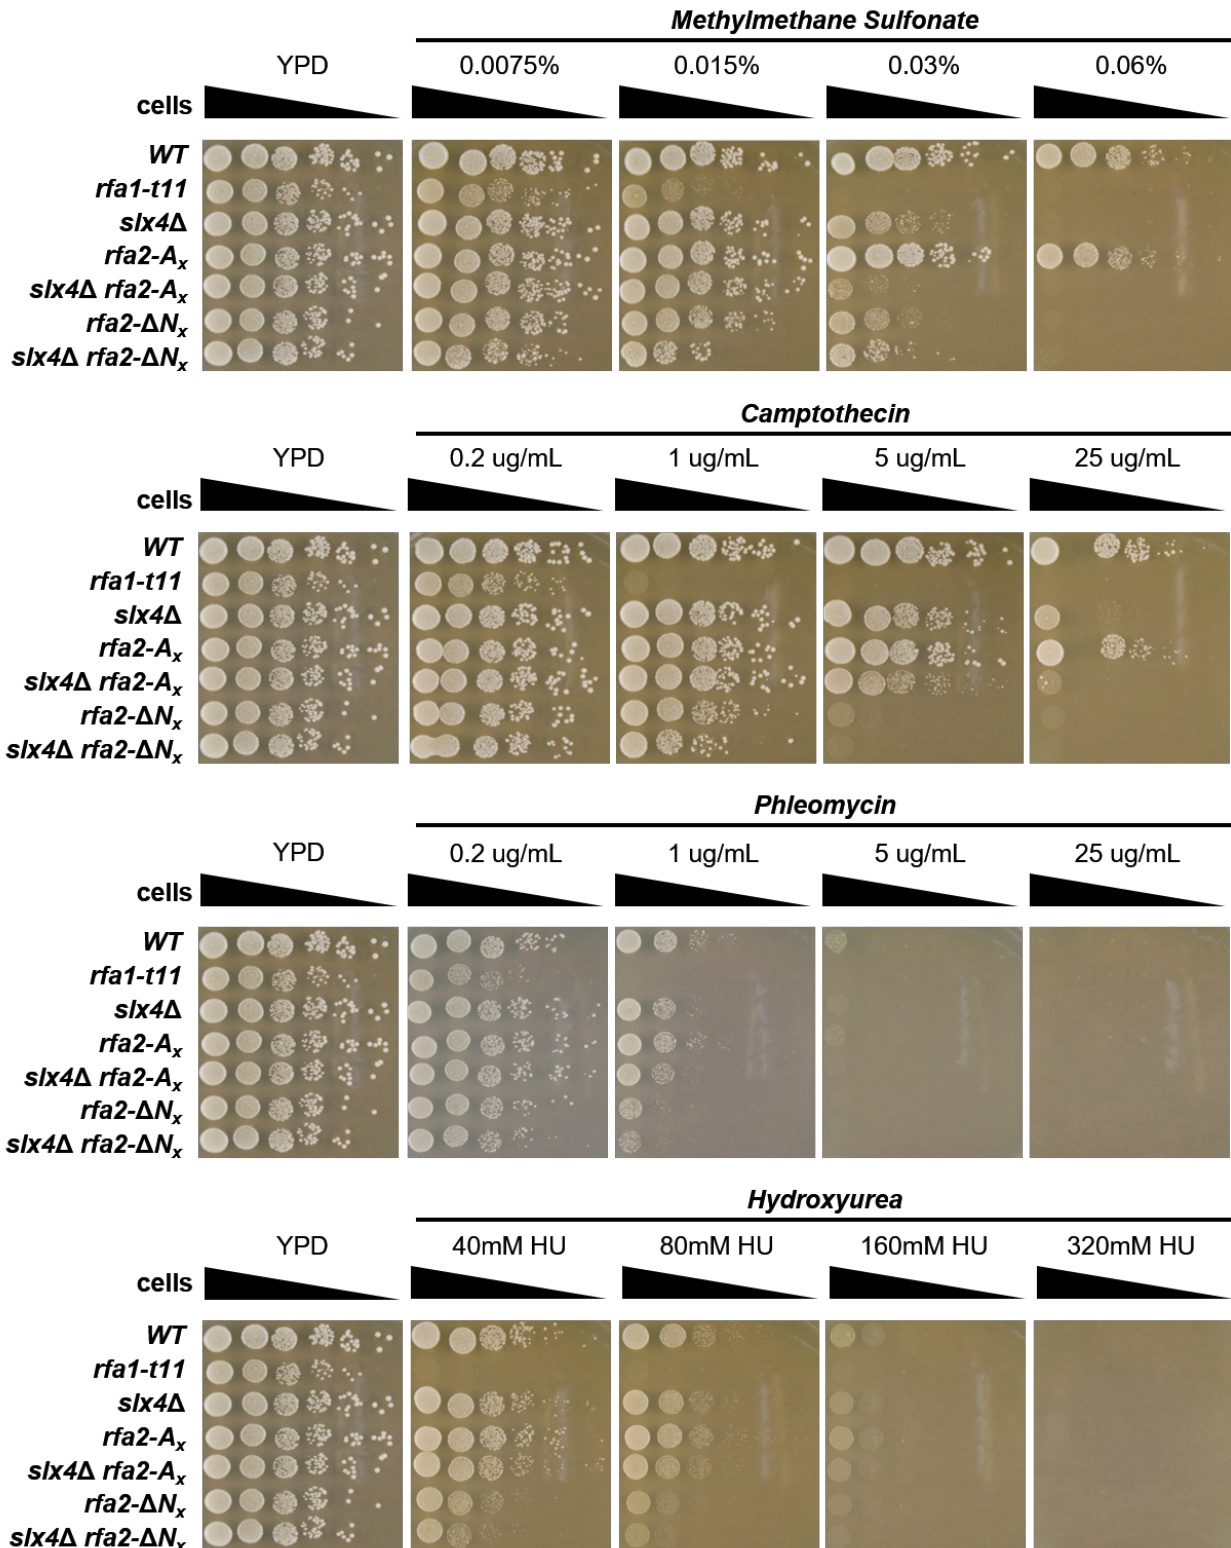 Methylmethane Sulfonate
YPD 0.0075% 0.015% 0.03% 0.06%
cells
WT
rfa1-t11
slx4Δ
rfa2-Aₓ
slx4Δ rfa2-Aₓ
rfa2-ΔNₓ
slx4Δ rfa2-ΔNₓ
Camptothecin
YPD 0.2 ug/mL 1 ug/mL 5 ug/mL 25 ug/mL
cells
WT
rfa1-t11
slx4Δ
rfa2-Aₓ
slx4Δ rfa2-Aₓ
rfa2-ΔNₓ
slx4Δ rfa2-ΔNₓ
Phleomycin
YPD 0.2 ug/mL 1 ug/mL 5 ug/mL 25 ug/mL
cells
WT
rfa1-t11
slx4Δ
rfa2-Aₓ
slx4Δ rfa2-Aₓ
rfa2-ΔNₓ
slx4Δ rfa2-ΔNₓ
Hydroxyurea
YPD 40mM HU 80mM HU 160mM HU 320mM HU
cells
WT
rfa1-t11
slx4Δ
rfa2-Aₓ
slx4Δ rfa2-Aₓ
rfa2-ΔNₓ
slx4Δ rfa2-ΔNₓ